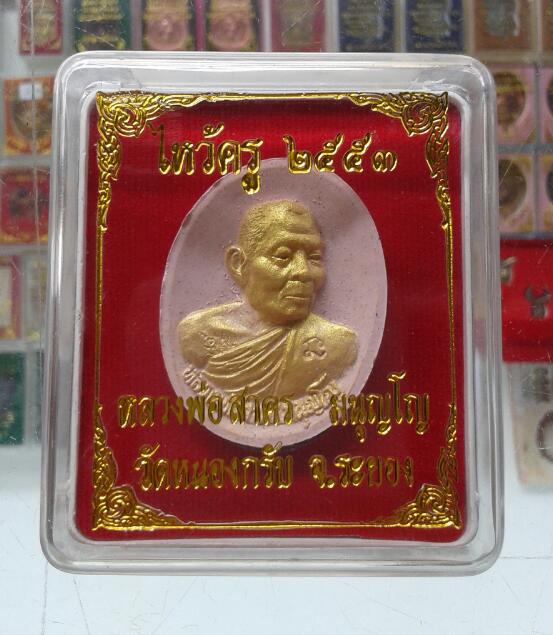 ไหว้ครู ๒๕๕๓
หลวงพ่อสาคร มนุญโญ
วัดหนองกรับ จ.ระยอง